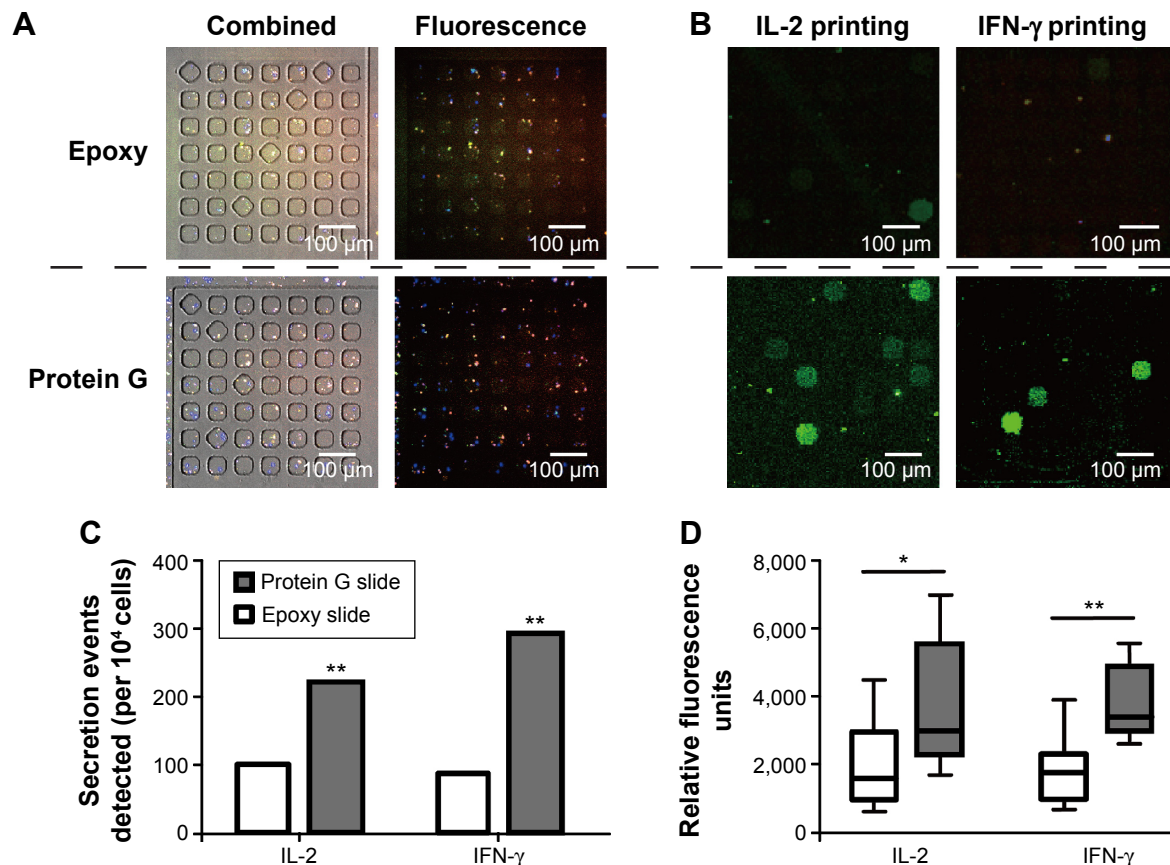 A
Combined
Fluorescence
B
IL-2 printing
IFN-γ printing
Epoxy
100 μm
100 μm
100 μm
100 μm
Protein G
100 μm
100 μm
100 μm
100 μm
C
Secretion events
detected (per 10⁴ cells)
400
300
200
100
0
Protein G slide
Epoxy slide
**
**
IL-2
IFN-γ
D
Relative fluorescence
units
8,000
6,000
4,000
2,000
0
*
**
IL-2
IFN-γ